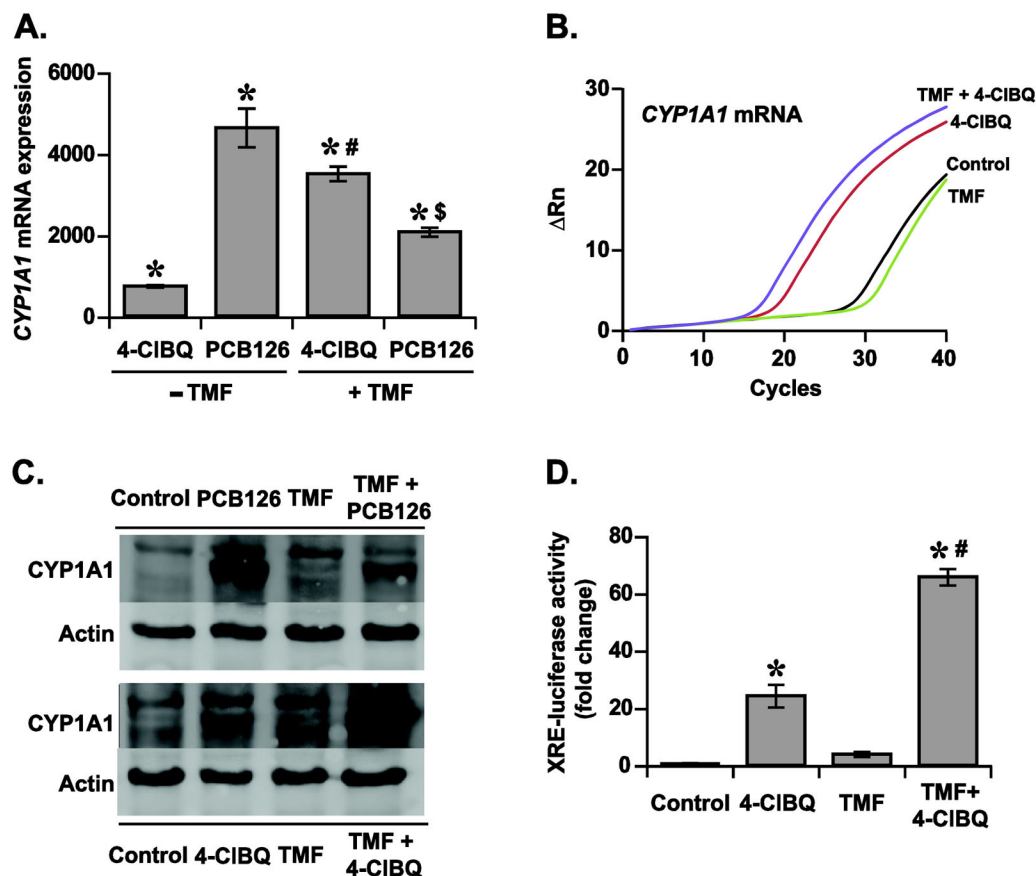 A.
CYP1A1 mRNA expression
6000
4000
2000
0
*
*
* #
* $
4-ClBQ PCB126 4-ClBQ PCB126
– TMF + TMF
B.
CYP1A1 mRNA
ΔRn
30
20
10
0
TMF + 4-ClBQ
4-ClBQ
Control
TMF
10 20 30 40
Cycles
C.
Control PCB126 TMF TMF + PCB126
CYP1A1
Actin
CYP1A1
Actin
Control 4-ClBQ TMF TMF + 4-ClBQ
D.
XRE-luciferase activity
(fold change)
80
60
40
20
0
*
* #
Control 4-ClBQ TMF TMF+
4-ClBQ